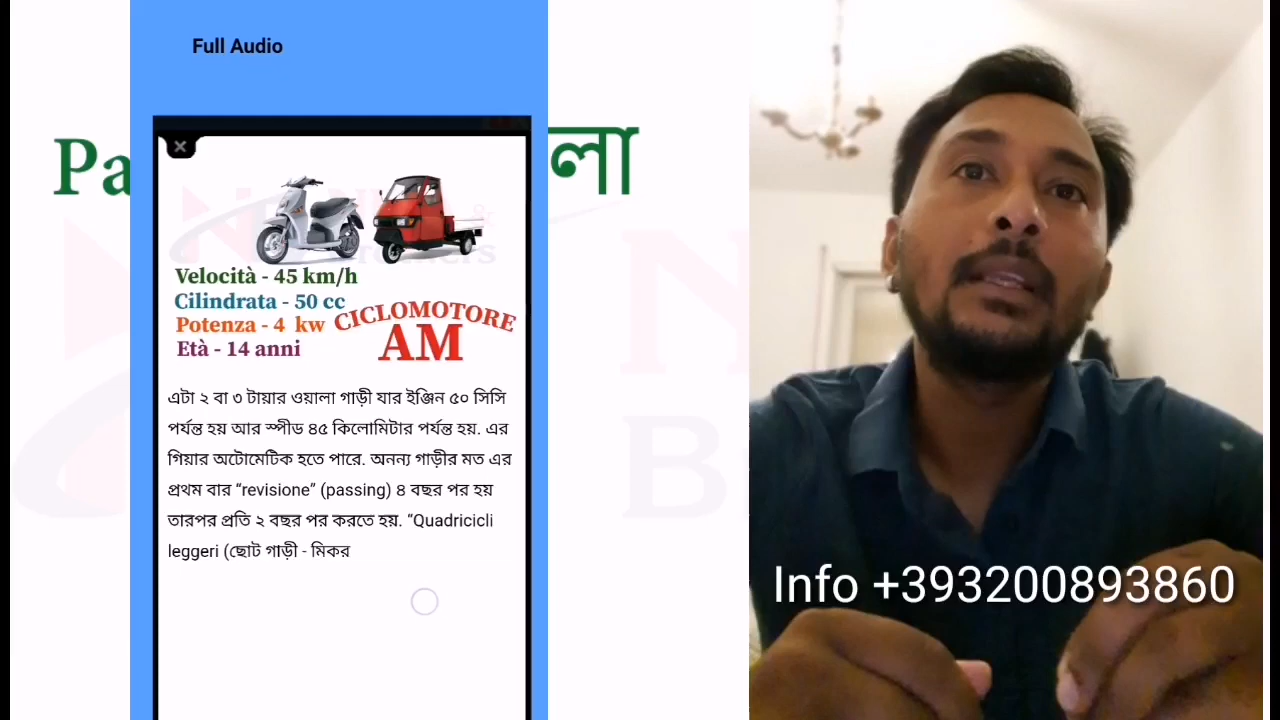 Full Audio
Pa
লা
Velocità - 45 km/h
Cilindrata - 50 cc
Potenza - 4 kw
Età - 14 anni
CICLOMOTORE
AM
এটা ২ বা ৩ টায়ার ওয়ালা গাড়ী যার ইঞ্জিন ৫০ সিসি
পর্যন্ত হয় আর স্পীড ৪৫ কিলোমিটার পর্যন্ত হয়. এর
গিয়ার অটোমেটিক হতে পারে. অনন্য গাড়ীর মত এর
প্রথম বার “revisione” (passing) ৪ বছর পর হয়
তারপর প্রতি ২ বছর পর করতে হয়. “Quadricicli
leggeri (ছোট গাড়ী - মিকর
Info +393200893860